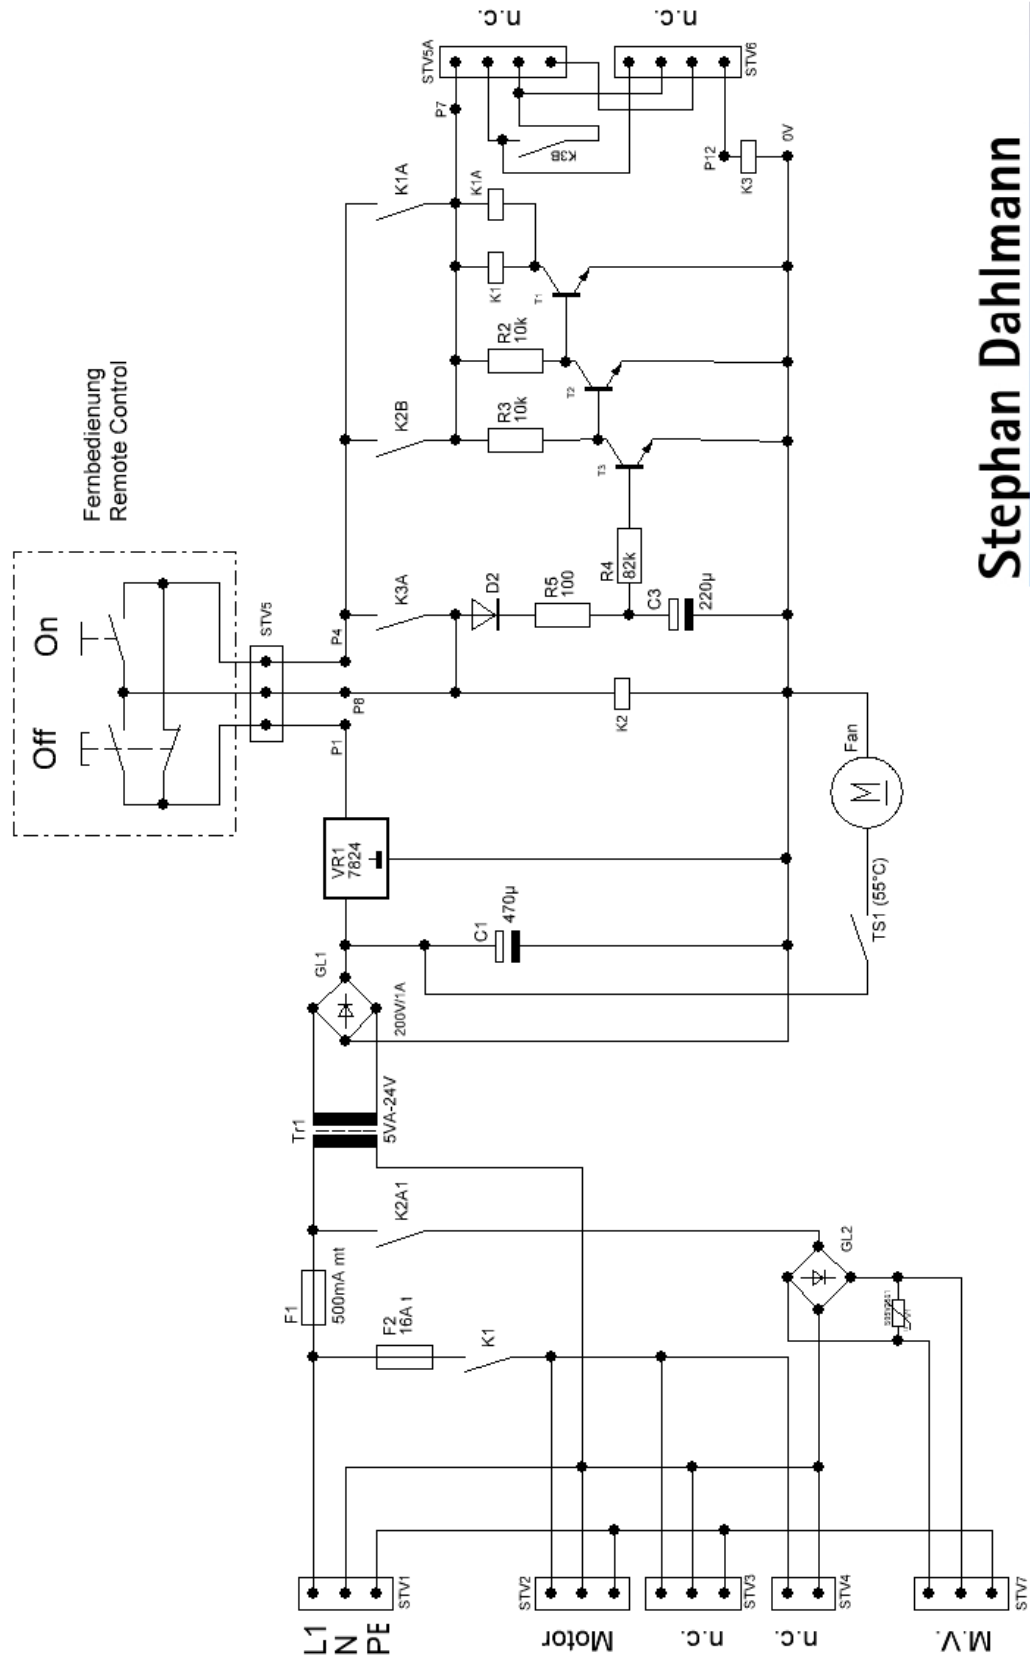 n.c.
n.c.
STV5A
STV6
P7
K3B
P12
0V
K3
K1A
K1A
K1
T1
R2
10k
T2
K2B
R3
10k
T3
Fernbedienung
Remote Control
On
Off
STV5
P4
P8
P1
K3A
D2
R5
100
R4
82k
C3
220µ
K2
Fan
M
TS1 (55°C)
VR1
7824
C1
470µ
GL1
200V/1A
Tr1
5VA-24V
K2A1
F1
500mA mt
F2
16A t
K1
GL2
L1
N
PE
STV1
Motor
STV2
n.c.
STV3
n.c.
STV4
M.V.
STV7
Stephan Dahlmann